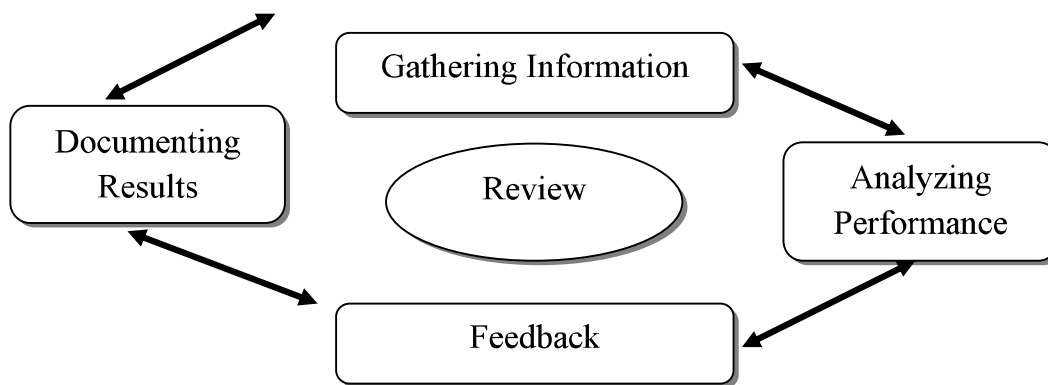 Gathering Information
Documenting
Results
Review
Analyzing
Performance
Feedback